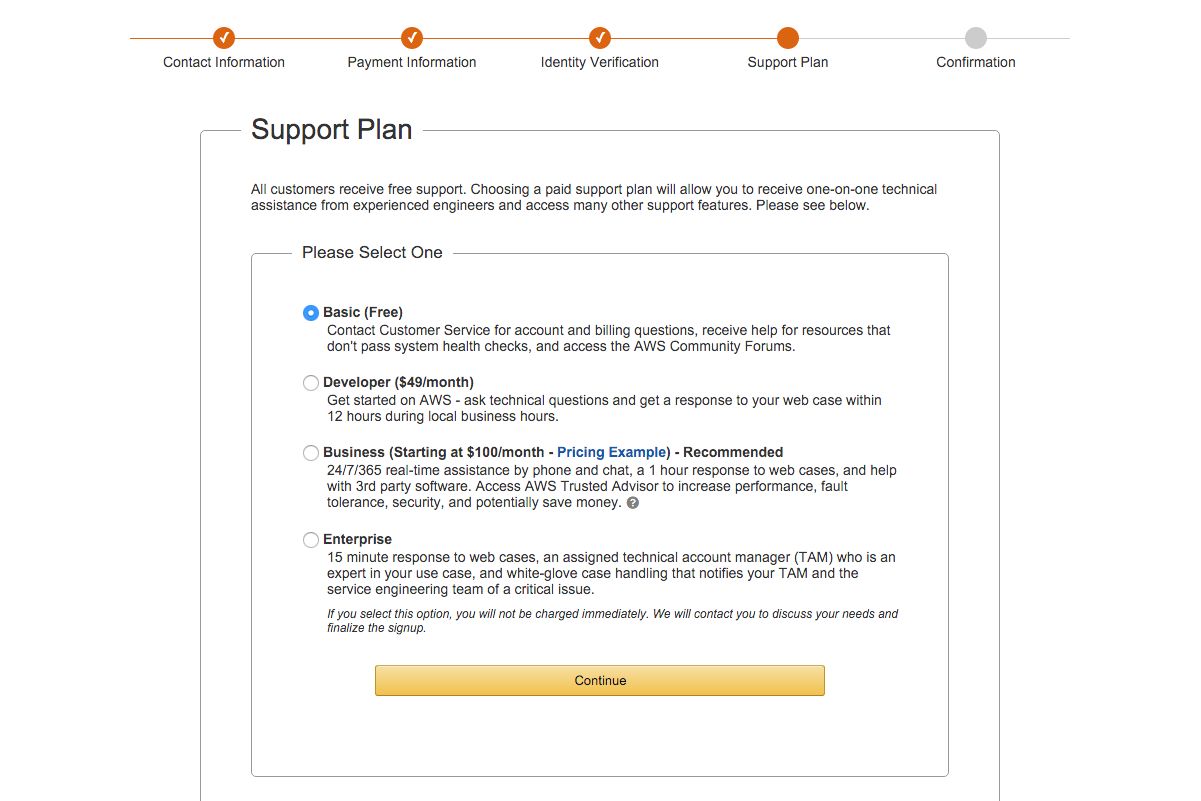 Contact Information
Payment Information
Identity Verification
Support Plan
Confirmation
Support Plan
All customers receive free support. Choosing a paid support plan will allow you to receive one-on-one technical
assistance from experienced engineers and access many other support features. Please see below.
Please Select One
Basic (Free)
Contact Customer Service for account and billing questions, receive help for resources that
don't pass system health checks, and access the AWS Community Forums.
Developer ($49/month)
Get started on AWS - ask technical questions and get a response to your web case within
12 hours during local business hours.
Business (Starting at $100/month - Pricing Example) - Recommended
24/7/365 real-time assistance by phone and chat, a 1 hour response to web cases, and help
with 3rd party software. Access AWS Trusted Advisor to increase performance, fault
tolerance, security, and potentially save money. ?
Enterprise
15 minute response to web cases, an assigned technical account manager (TAM) who is an
expert in your use case, and white-glove case handling that notifies your TAM and the
service engineering team of a critical issue.
If you select this option, you will not be charged immediately. We will contact you to discuss your needs and
finalize the signup.
Continue